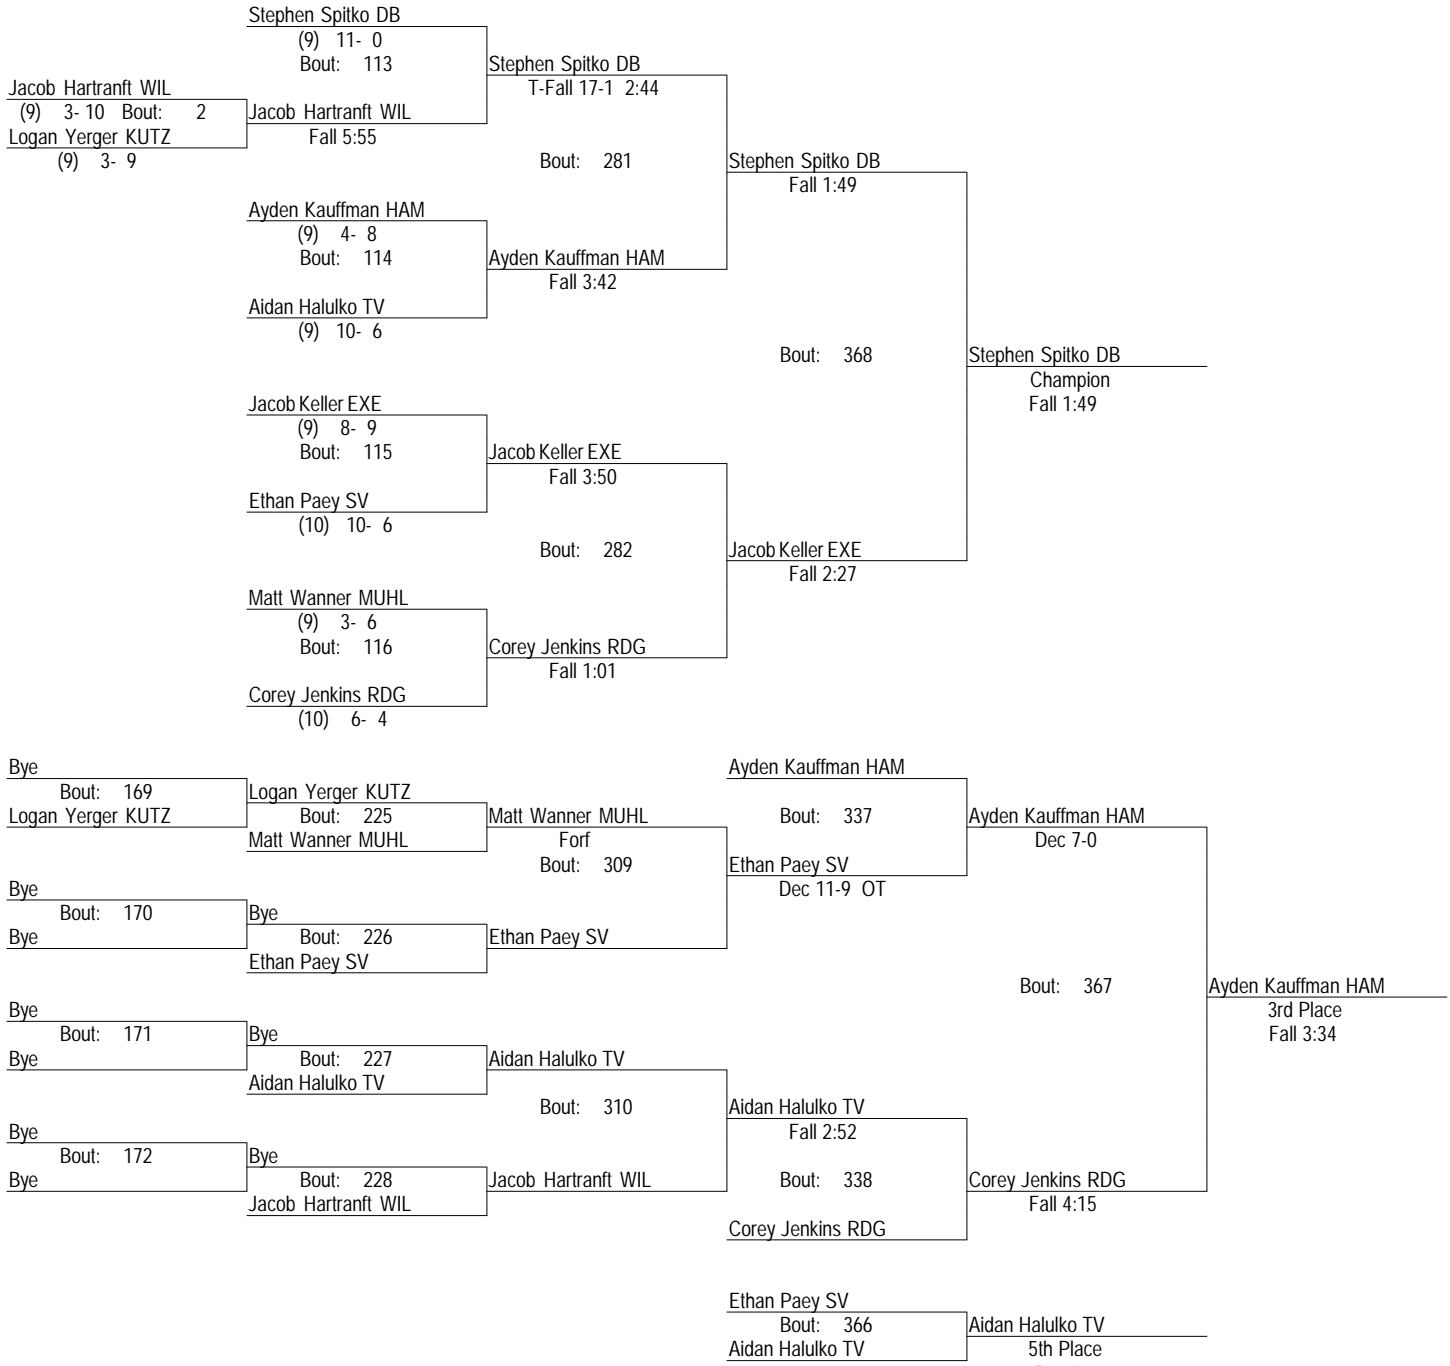 Stephen Spitko DB
(9) 11- 0
Bout: 113
Stephen Spitko DB
T-Fall 17-1 2:44
Jacob Hartranft WIL
(9) 3- 10 Bout: 2
Jacob Hartranft WIL
Logan Yerger KUTZ
Fall 5:55
(9) 3- 9
Bout: 281
Stephen Spitko DB
Fall 1:49
Ayden Kauffman HAM
(9) 4- 8
Bout: 114
Ayden Kauffman HAM
Fall 3:42
Aidan Halulko TV
(9) 10- 6
Bout: 368
Stephen Spitko DB
Champion
Fall 1:49
Jacob Keller EXE
(9) 8- 9
Bout: 115
Jacob Keller EXE
Fall 3:50
Ethan Paey SV
(10) 10- 6
Bout: 282
Jacob Keller EXE
Fall 2:27
Matt Wanner MUHL
(9) 3- 6
Bout: 116
Corey Jenkins RDG
Fall 1:01
Corey Jenkins RDG
(10) 6- 4
Bye
Bout: 169
Logan Yerger KUTZ
Logan Yerger KUTZ
Bout: 225
Matt Wanner MUHL
Matt Wanner MUHL
Forf
Bout: 309
Ayden Kauffman HAM
Bout: 337
Ethan Paey SV
Dec 11-9 OT
Ayden Kauffman HAM
Dec 7-0
Bye
Bout: 170
Bye
Bye
Bout: 226
Ethan Paey SV
Ethan Paey SV
Bout: 367
Ayden Kauffman HAM
3rd Place
Fall 3:34
Bye
Bout: 171
Bye
Bye
Bout: 227
Aidan Halulko TV
Aidan Halulko TV
Bout: 310
Aidan Halulko TV
Fall 2:52
Bye
Bout: 172
Bye
Bye
Bout: 228
Jacob Hartranft WIL
Jacob Hartranft WIL
Bout: 338
Corey Jenkins RDG
Fall 4:15
Corey Jenkins RDG
Ethan Paey SV
Bout: 366
Aidan Halulko TV
Aidan Halulko TV
5th Place